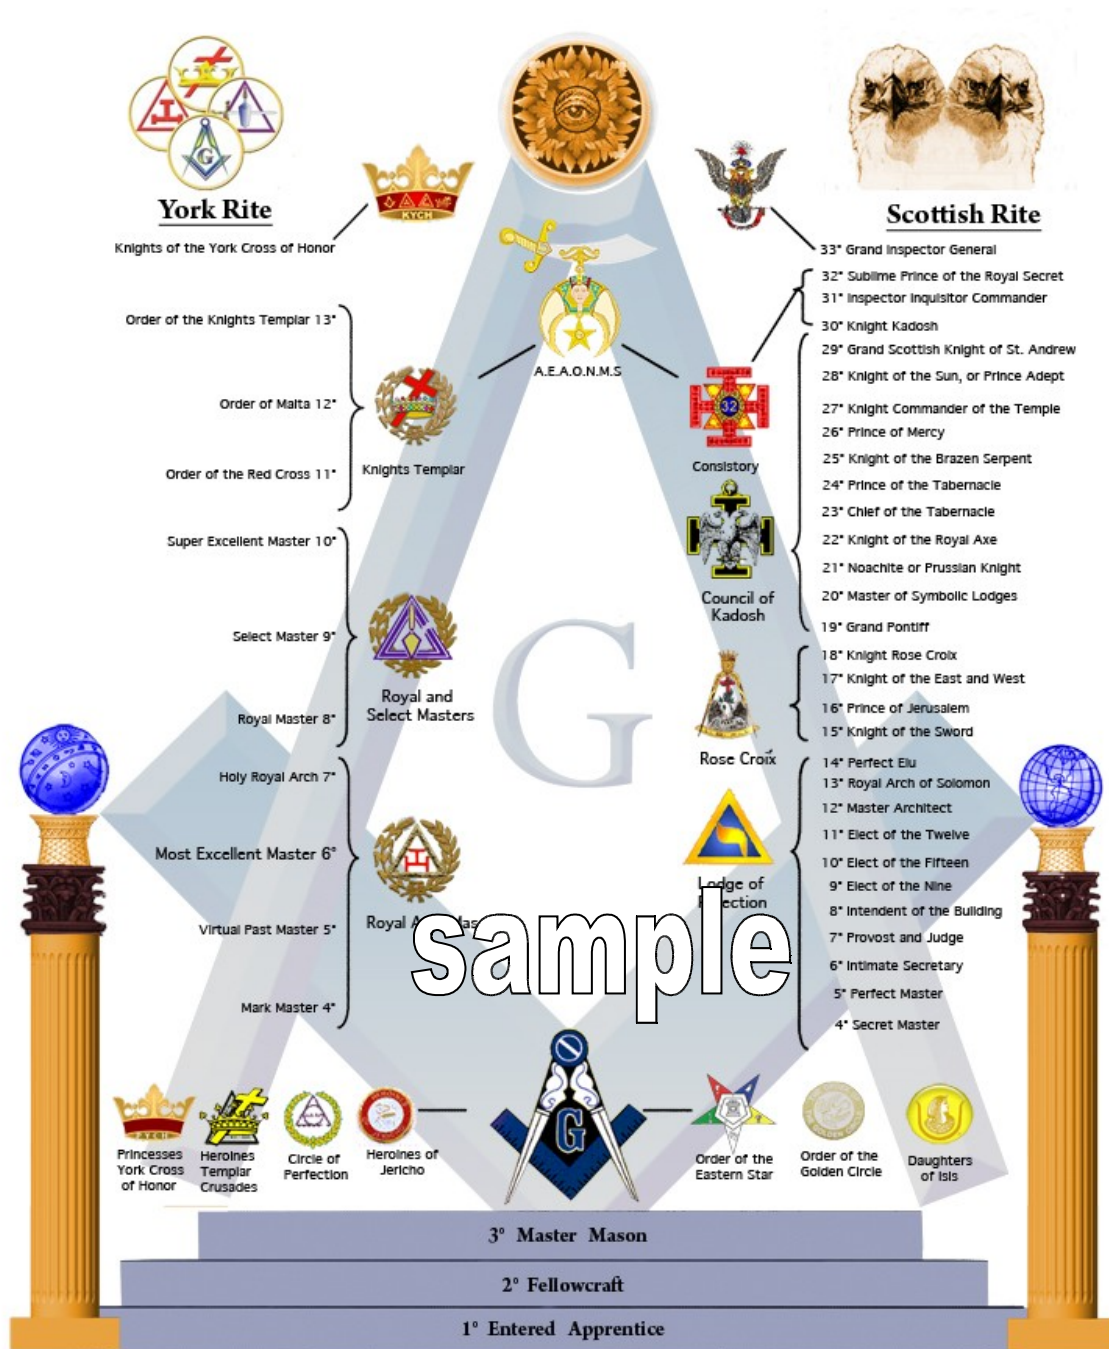 York Rite
Knights of the York Cross of Honor
KYCH
Order of the Knights Templar 13°
Order of Malta 12°
Order of the Red Cross 11°
Knights Templar
Super Excellent Master 10°
Select Master 9°
Royal Master 8°
Royal and
Select Masters
Holy Royal Arch 7°
Most Excellent Master 6°
Virtual Past Master 5°
Mark Master 4°
Royal
A.E.A.O.N.M.S
G
Scottish Rite
33° Grand Inspector General
32° Sublime Prince of the Royal Secret
31° Inspector Inquisitor Commander
30° Knight Kadosh
32
Consistory
29° Grand Scottish Knight of St. Andrew
28° Knight of the Sun, or Prince Adept
27° Knight Commander of the Temple
26° Prince of Mercy
25° Knight of the Brazen Serpent
24° Prince of the Tabernacle
23° Chief of the Tabernacle
22° Knight of the Royal Axe
21° Noachite or Prussian Knight
20° Master of Symbolic Lodges
19° Grand Pontiff
Council of
Kadosh
18° Knight Rose Croix
17° Knight of the East and West
16° Prince of Jerusalem
15° Knight of the Sword
Rose Croix
14° Perfect Elu
13° Royal Arch of Solomon
12° Master Architect
11° Elect of the Twelve
10° Elect of the Fifteen
9° Elect of the Nine
8° Intendent of the Building
7° Provost and Judge
6° Intimate Secretary
5° Perfect Master
4° Secret Master
Lodge of
sample
Princesses
York Cross
of Honor
Heroines
Templar
Crusades
Circle of
Perfection
Heroines of
Jericho
G
Order of the
Eastern Star
Order of the
Golden Circle
Daughters
of Isis
3° Master Mason
2° Fellowcraft
1° Entered Apprentice